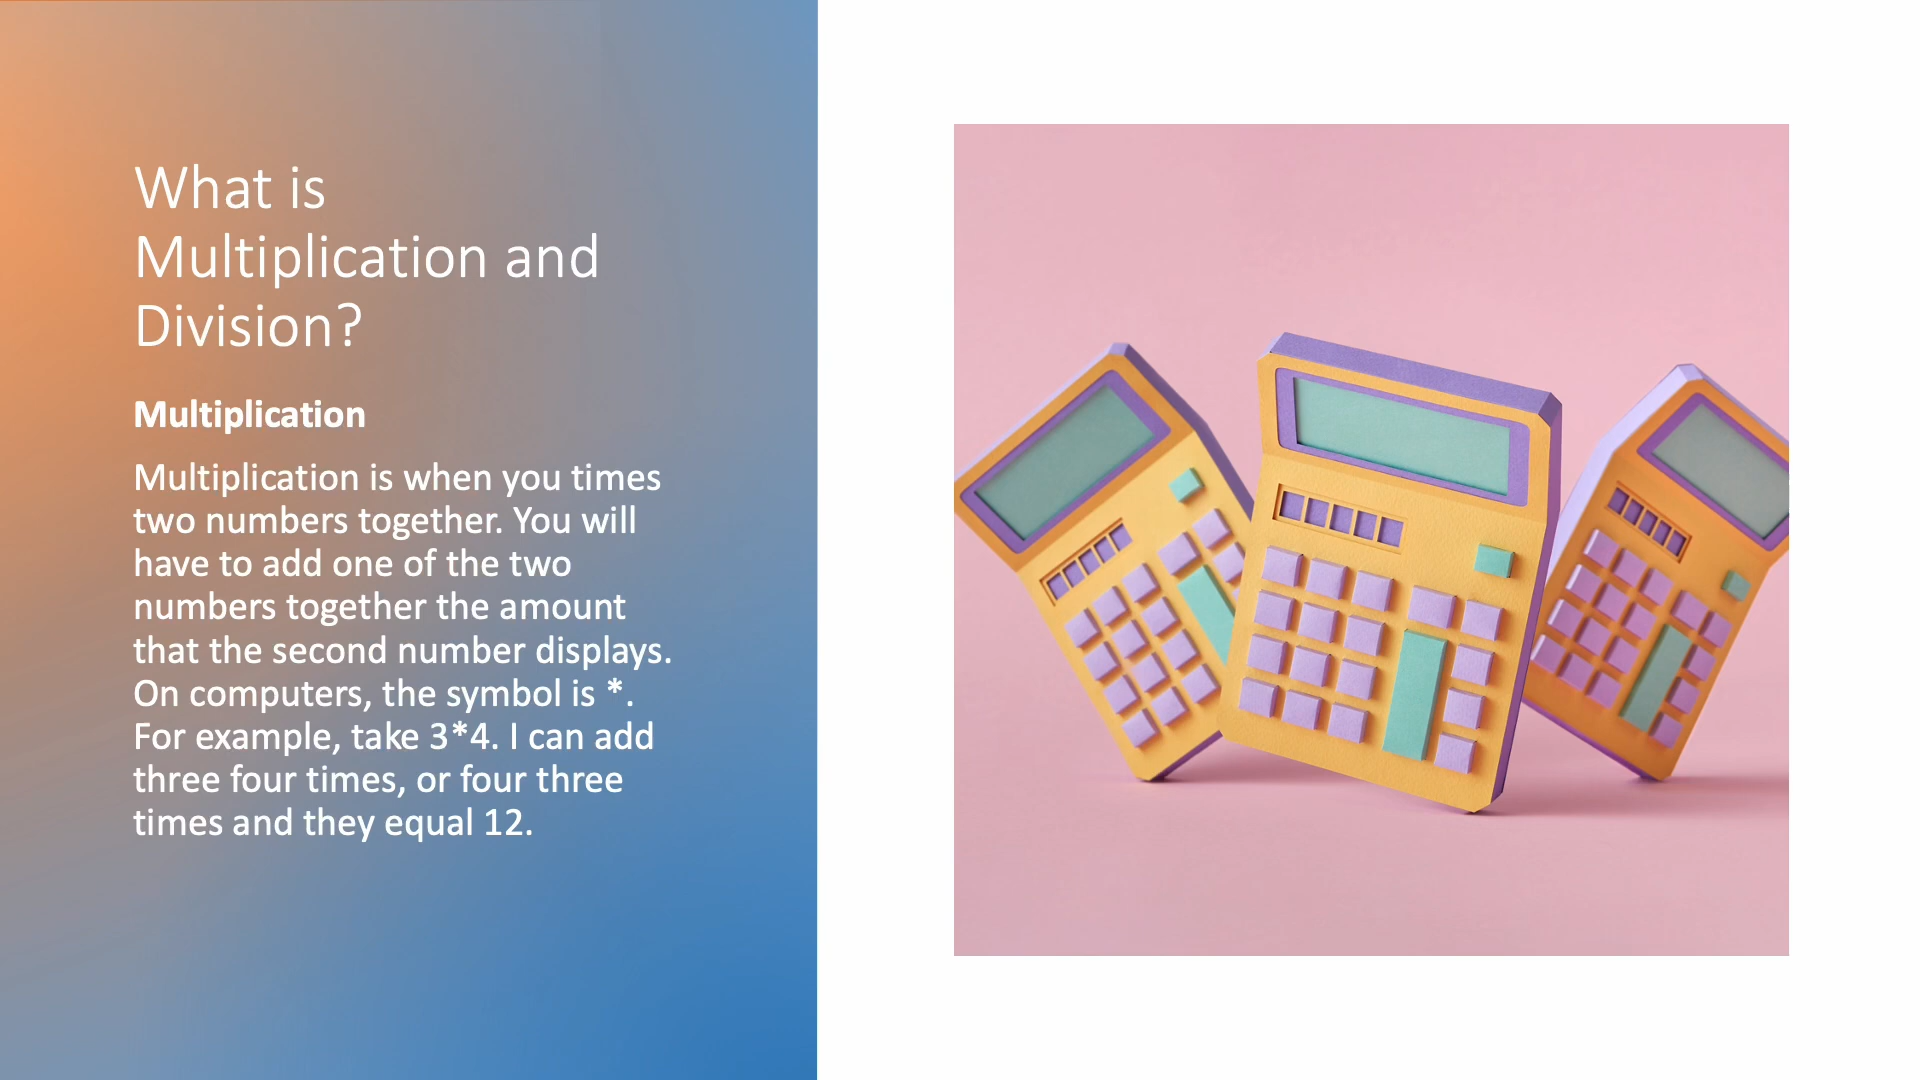 What is
Multiplication and
Division?
Multiplication
Multiplication is when you times
two numbers together. You will
have to add one of the two
numbers together the amount
that the second number displays.
On computers, the symbol is *.
For example, take 3*4. I can add
three four times, or four three
times and they equal 12.